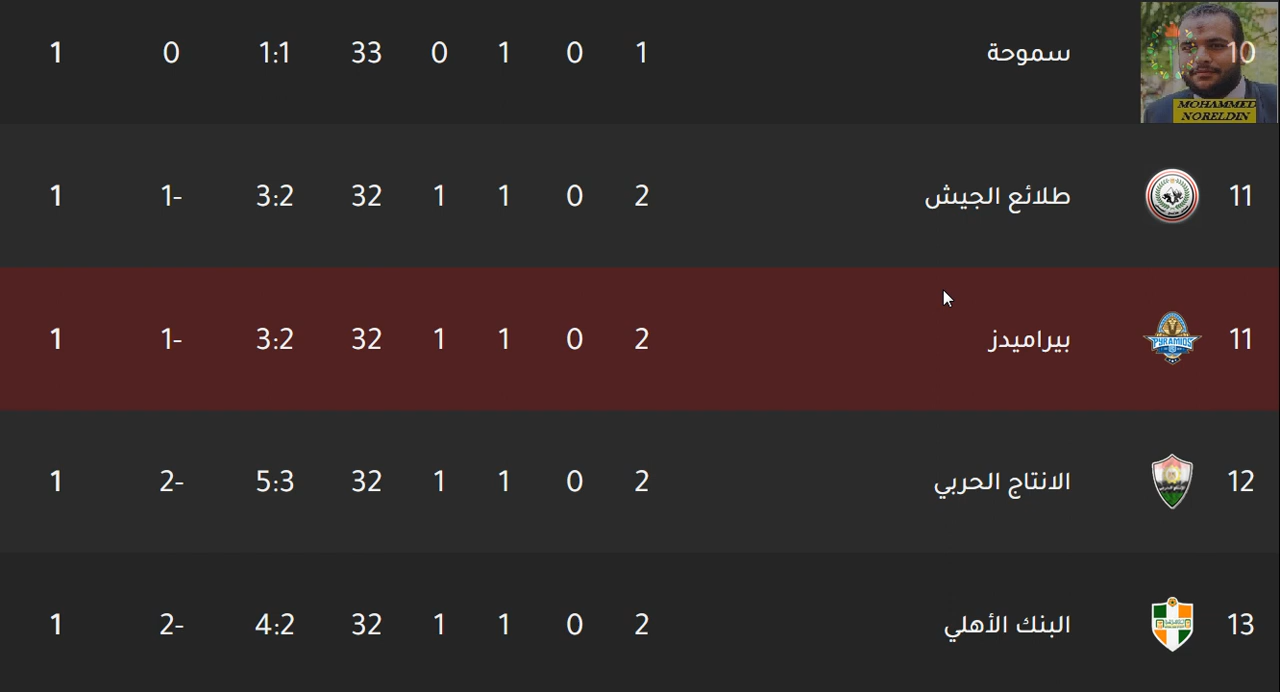 10 سموحة 1 0 1 0 33 1:1 0 1
MOHAMMED
NORELDIN
11 طلائع الجيش 2 0 1 1 32 3:2 1- 1
11 PYRAMIDS بيراميدز 2 0 1 1 32 3:2 1- 1
12 الانتاج الحربي 2 0 1 1 32 5:3 2- 1
13 البنك الأهلي 2 0 1 1 32 4:2 2- 1